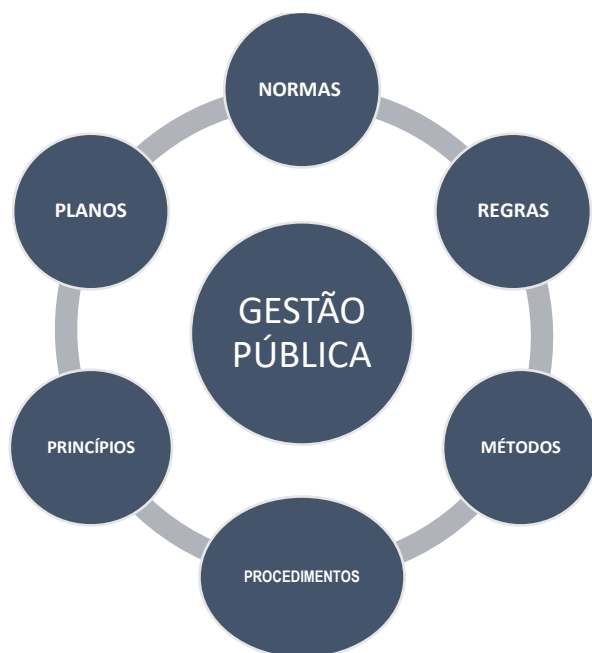 NORMAS
PLANOS
REGRAS
GESTÃO
PÚBLICA
PRINCÍPIOS
MÉTODOS
PROCEDIMENTOS